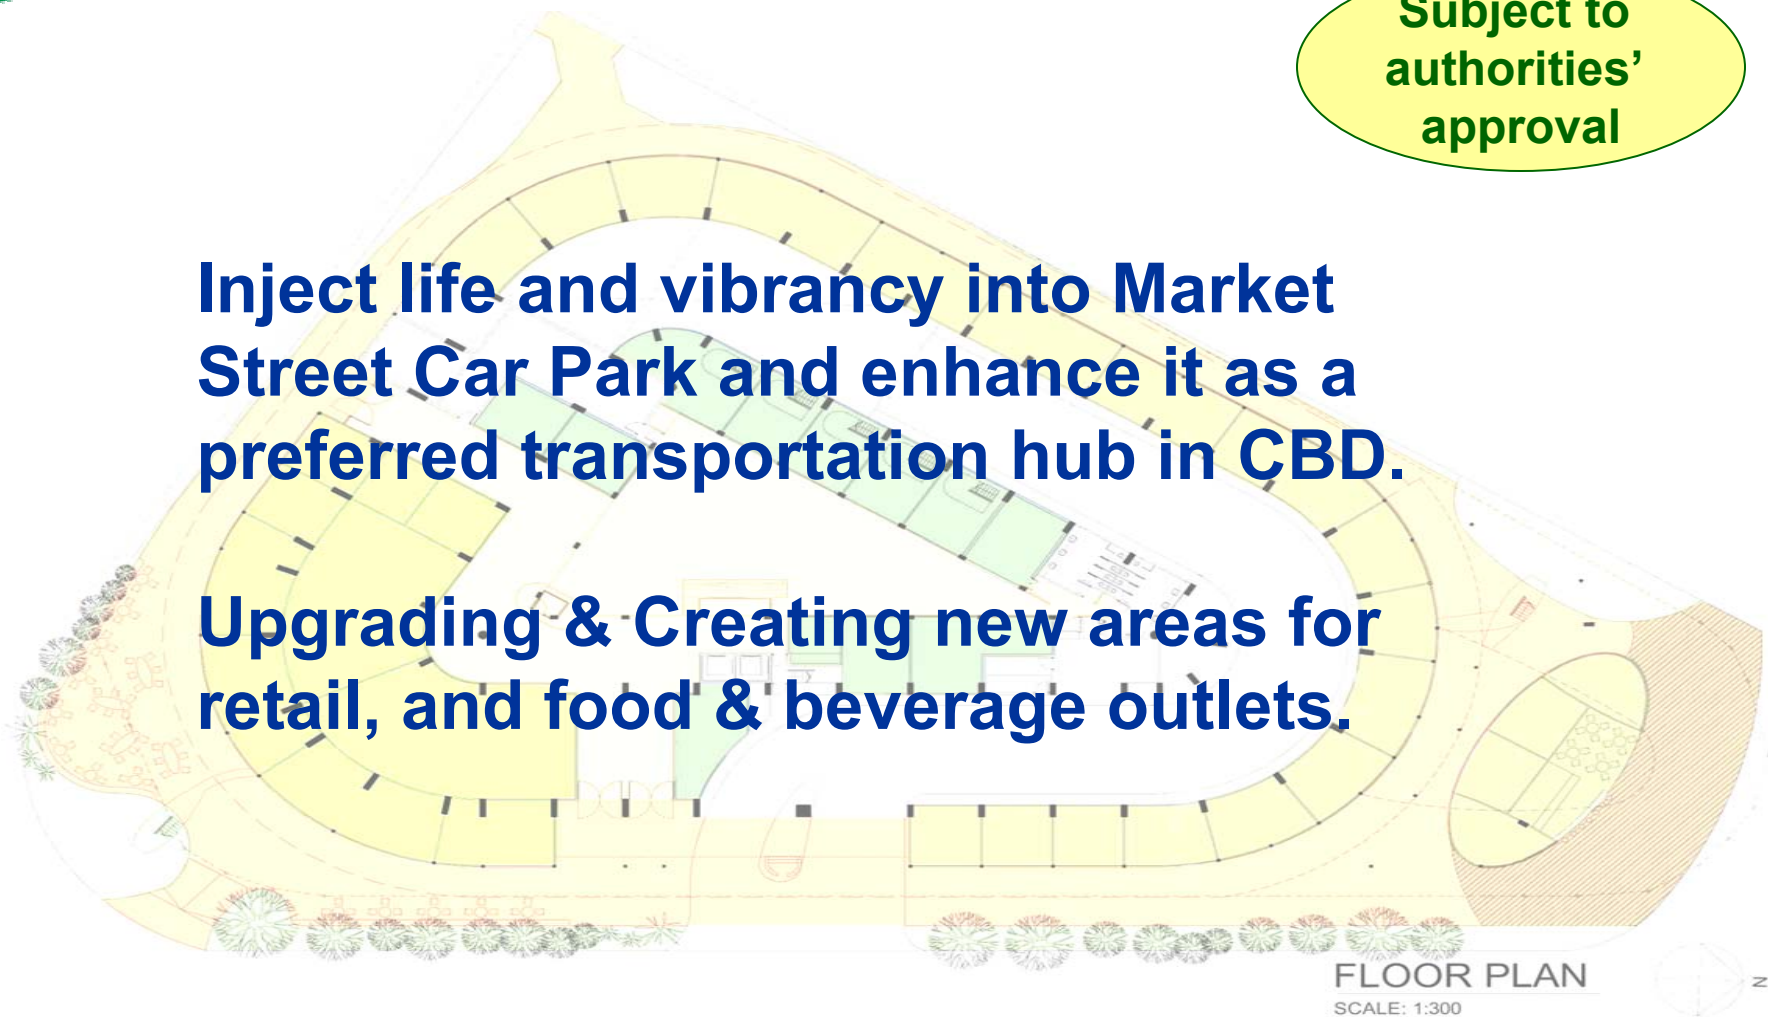 Subject to
authorities’
approval
Inject life and vibrancy into Market
Street Car Park and enhance it as a
preferred transportation hub in CBD.
Upgrading & Creating new areas for
retail, and food & beverage outlets.
FLOOR PLAN
SCALE: 1:300
N